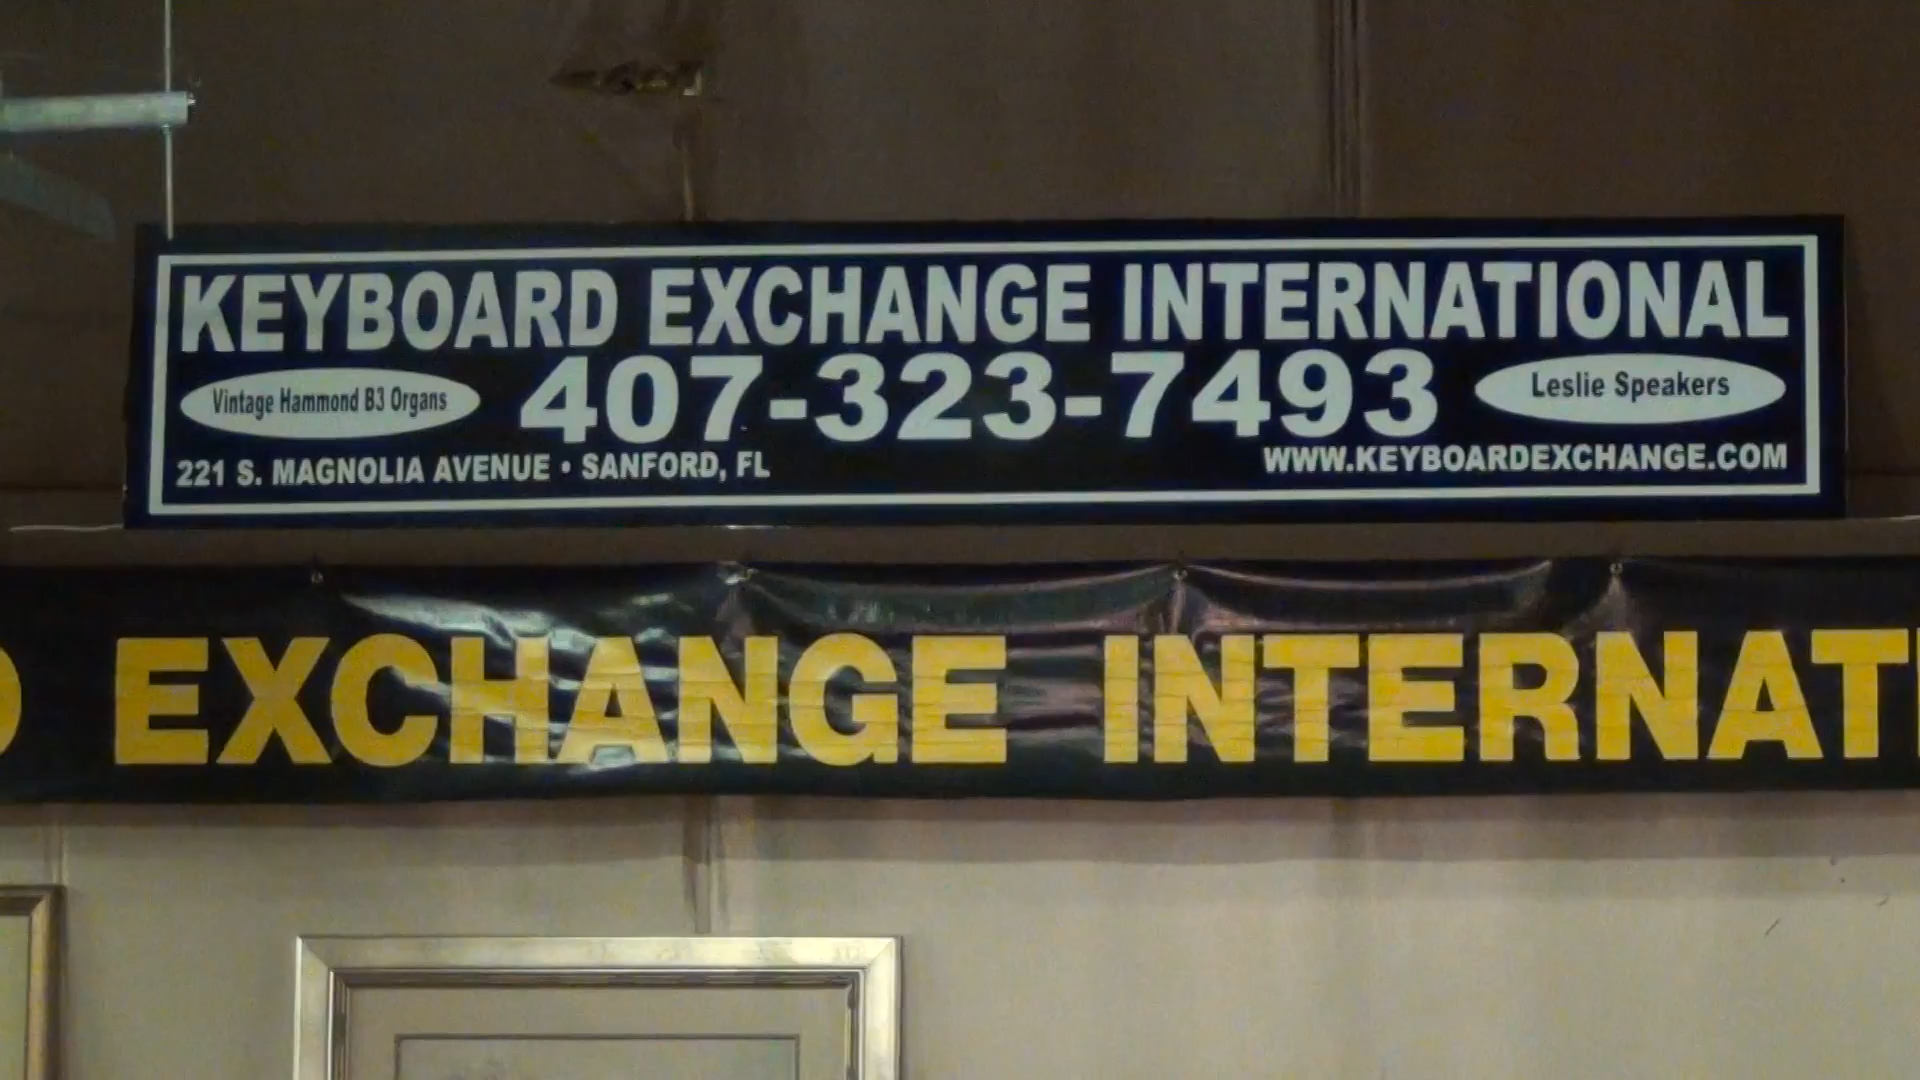 KEYBOARD EXCHANGE INTERNATIONAL
Vintage Hammond B3 Organs
407-323-7493
Leslie Speakers
221 S. MAGNOLIA AVENUE • SANFORD, FL
WWW.KEYBOARDEXCHANGE.COM
D EXCHANGE INTERNATI